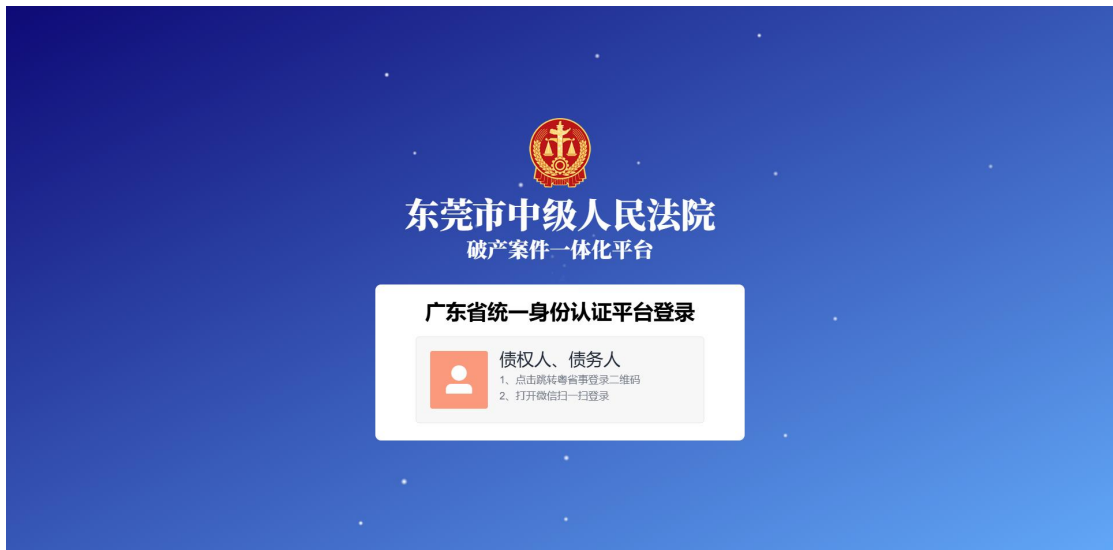 东莞市中级人民法院
破产案件一体化平台
广东省统一身份认证平台登录
债权人、债务人
1、点击跳转粤省事登录二维码
2、打开微信扫一扫登录